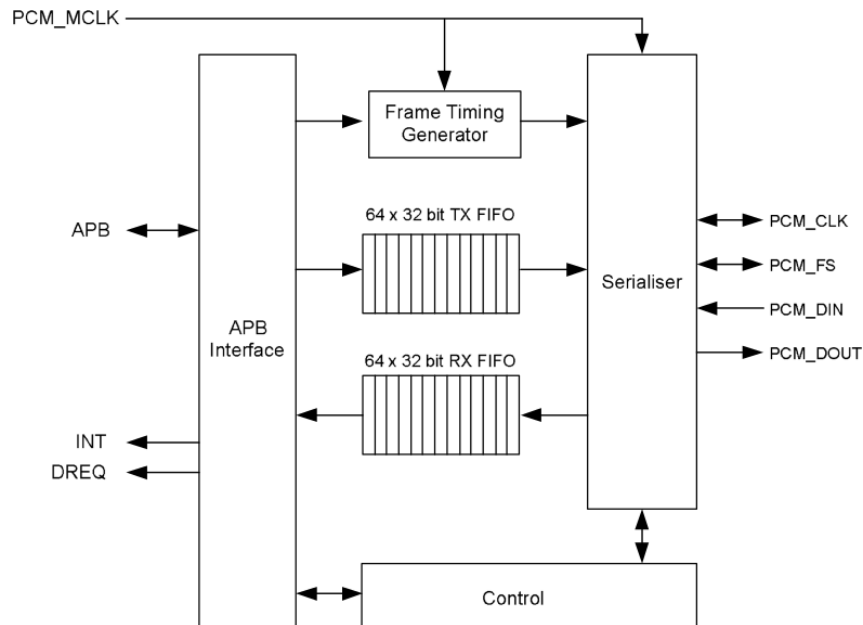 PCM_MCLK
Frame Timing
Generator
64 x 32 bit TX FIFO
APB
PCM_CLK
PCM_FS
Serialiser
PCM_DIN
APB
Interface
PCM_DOUT
64 x 32 bit RX FIFO
INT
DREQ
Control